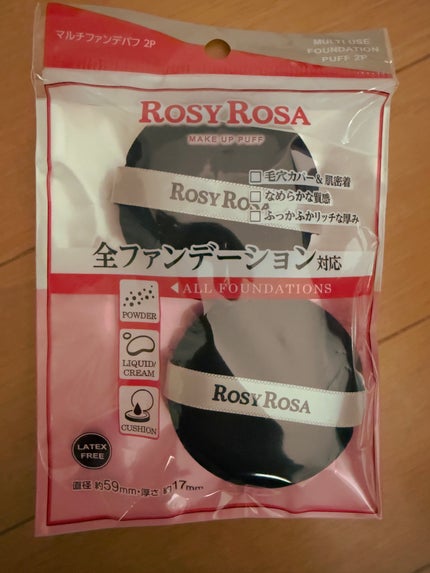 マルチファンデパフ 2P
MULTI USE
FOUNDATION
PUFF 2P
ROSY ROSA
MAKE UP PUFF
毛穴カバー&肌密着
なめらかな質感
ふっかふかリッチな厚み
ROSY ROSA
全ファンデーション対応
ALL FOUNDATIONS
POWDER
LIQUID/
CREAM
CUSHION
ROSY ROSA
LATEX
FREE
直径 約59mm・厚さ 約17mm